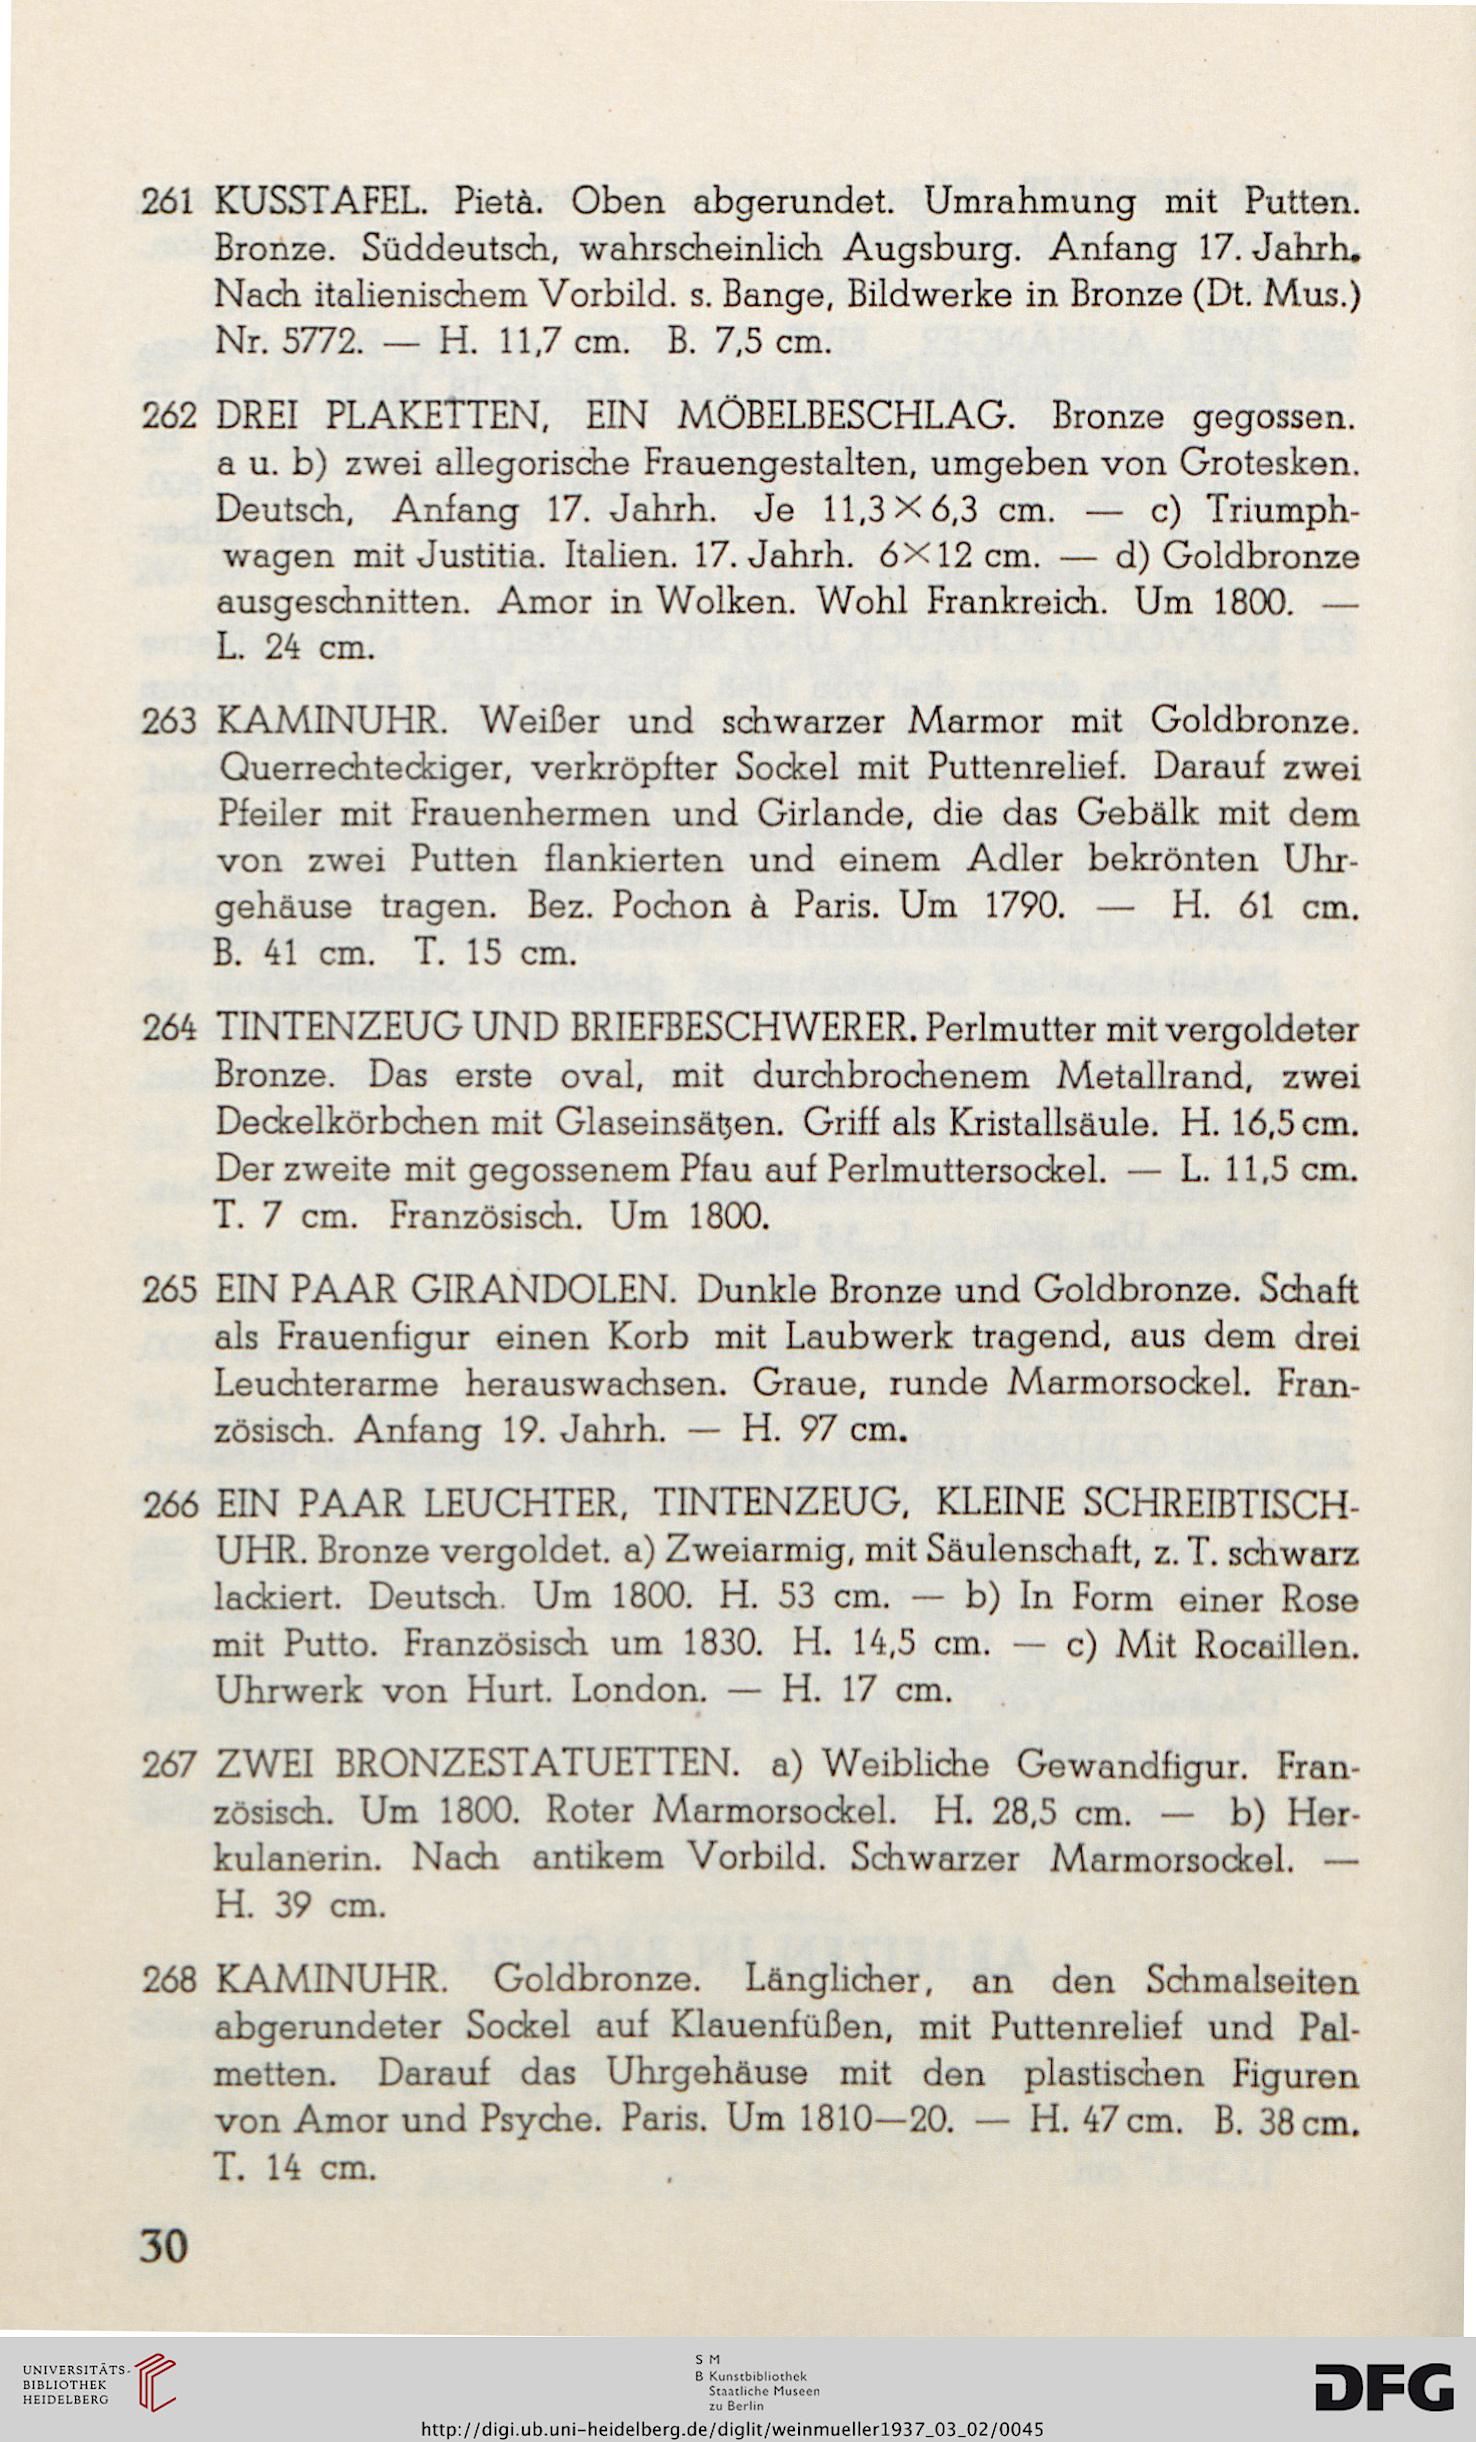 261 KUSSTAFEL. Pietà. Oben abgerundet. Umrahmung mit Putten.
Bronze. Süddeutsch, wahrscheinlich Augsburg. Anfang 17. Jahrh.
Nach italienischem Vorbild. s. Bange, Bildwerke in Bronze (Dt. Mus.)
Nr. 5772. — H. 11,7 cm. B. 7,5 cm.
262 DREI PLAKETTEN, EIN MÖBELBESCHLAG. Bronze gegossen.
a u. b) zwei allegorische Frauengestalten, umgeben von Grotesken.
Deutsch, Anfang 17. Jahrh. Je 11,3×6,3 cm. — c) Triumph-
wagen mit Justitia. Italien. 17. Jahrh. 6×12 cm. — d) Goldbronze
ausgeschnitten. Amor in Wolken. Wohl Frankreich. Um 1800. —
L. 24 cm.
263 KAMINUHR. Weißer und schwarzer Marmor mit Goldbronze.
Querrechteckiger, verkröpfter Sockel mit Puttenrelief. Darauf zwei
Pfeiler mit Frauenhermen und Girlande, die das Gebälk mit dem
von zwei Putten flankierten und einem Adler bekrönten Uhr-
gehäuse tragen. Bez. Pochon à Paris. Um 1790. — H. 61 cm.
B. 41 cm. T. 15 cm.
264 TINTENZEUG UND BRIEFBESCHWERER. Perlmutter mit vergoldeter
Bronze. Das erste oval, mit durchbrochenem Metallrand, zwei
Deckelkörbchen mit Glaseinsätzen. Griff als Kristallsäule. H. 16,5 cm.
Der zweite mit gegossenem Pfau auf Perlmuttersockel. — L. 11,5 cm.
T. 7 cm. Französisch. Um 1800.
265 EIN PAAR GIRANDOLEN. Dunkle Bronze und Goldbronze. Schaft
als Frauenfigur einen Korb mit Laubwerk tragend, aus dem drei
Leuchterarme herauswachsen. Graue, runde Marmorsockel. Fran-
zösisch. Anfang 19. Jahrh. — H. 97 cm.
266 EIN PAAR LEUCHTER, TINTENZEUG, KLEINE SCHREIBTISCH-
UHR. Bronze vergoldet. a) Zweiarmig, mit Säulenschaft, z. T. schwarz
lackiert. Deutsch. Um 1800. H. 53 cm. — b) In Form einer Rose
mit Putto. Französisch um 1830. H. 14,5 cm. — c) Mit Rocaillen.
Uhrwerk von Hurt. London. — H. 17 cm.
267 ZWEI BRONZESTATUETTEN. a) Weibliche Gewandfigur. Fran-
zösisch. Um 1800. Roter Marmorsockel. H. 28,5 cm. — b) Her-
kulanerin. Nach antikem Vorbild. Schwarzer Marmorsockel. —
H. 39 cm.
268 KAMINUHR. Goldbronze. Länglicher, an den Schmalseiten
abgerundeter Sockel auf Klauenfüßen, mit Puttenrelief und Pal-
metten. Darauf das Uhrgehäuse mit den plastischen Figuren
von Amor und Psyche. Paris. Um 1810—20. — H. 47 cm. B. 38 cm.
T. 14 cm.
30
UNIVERSITÄTS-
BIBLIOTHEK
HEIDELBERG
S M
B Kunstbibliothek
Staatliche Museen
zu Berlin
DFG
http://digi.ub.uni-heidelberg.de/diglit/weinmueller1937_03_02/0045